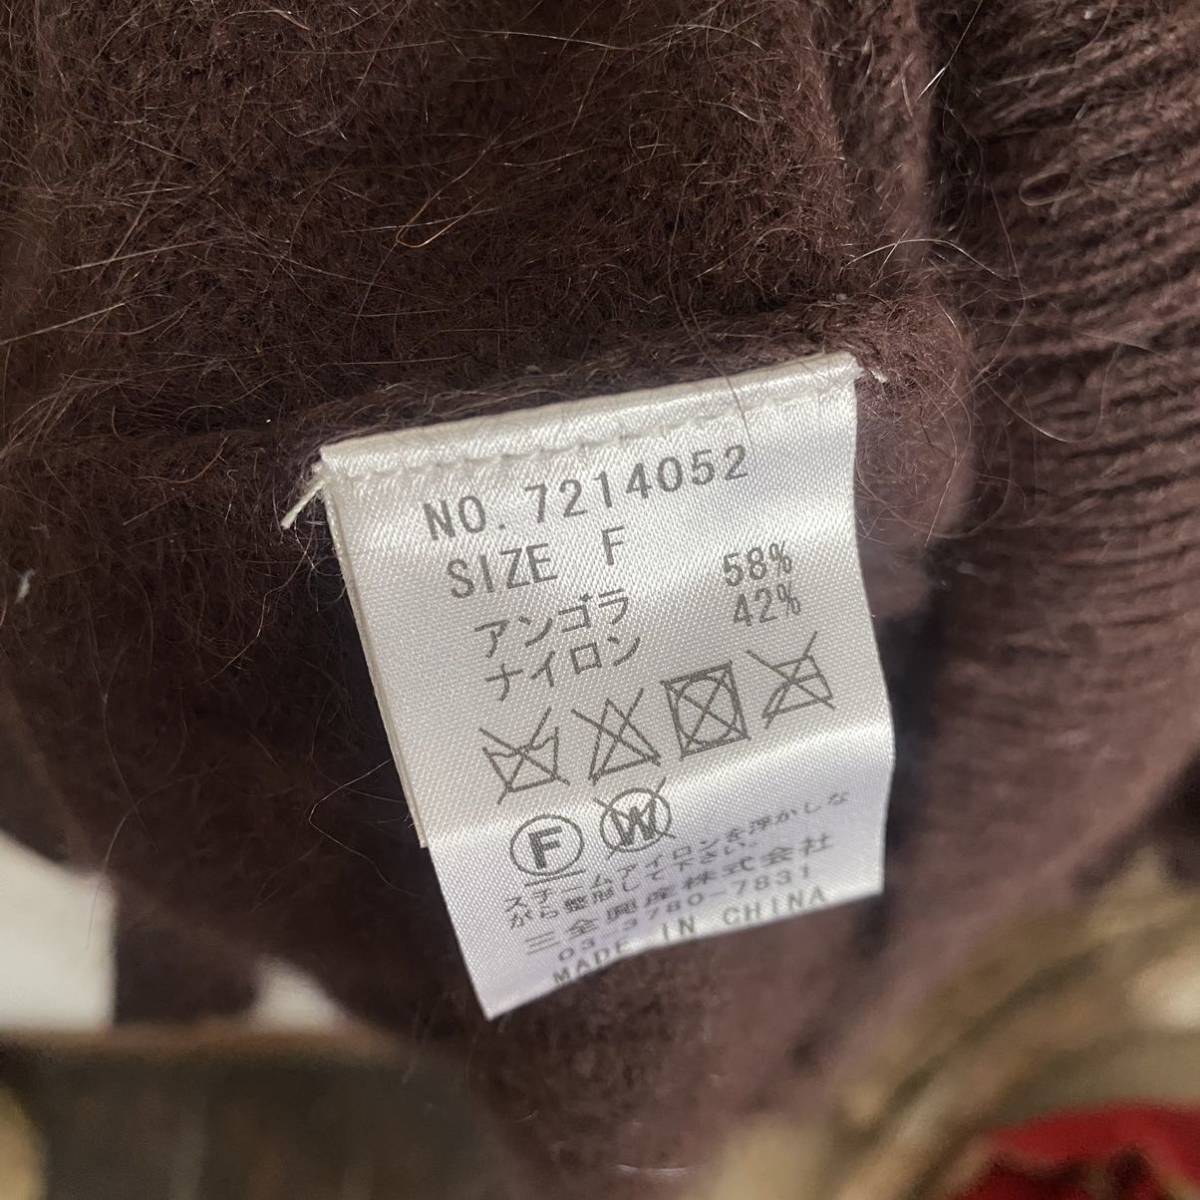 NO. 7214052
SIZE F
アンゴラ 58%
ナイロン 42%
F W
スチームアイロンを浮かしな
がら整形して下さい.
三全興産株式会社
03-3780-7831
MADE IN CHINA